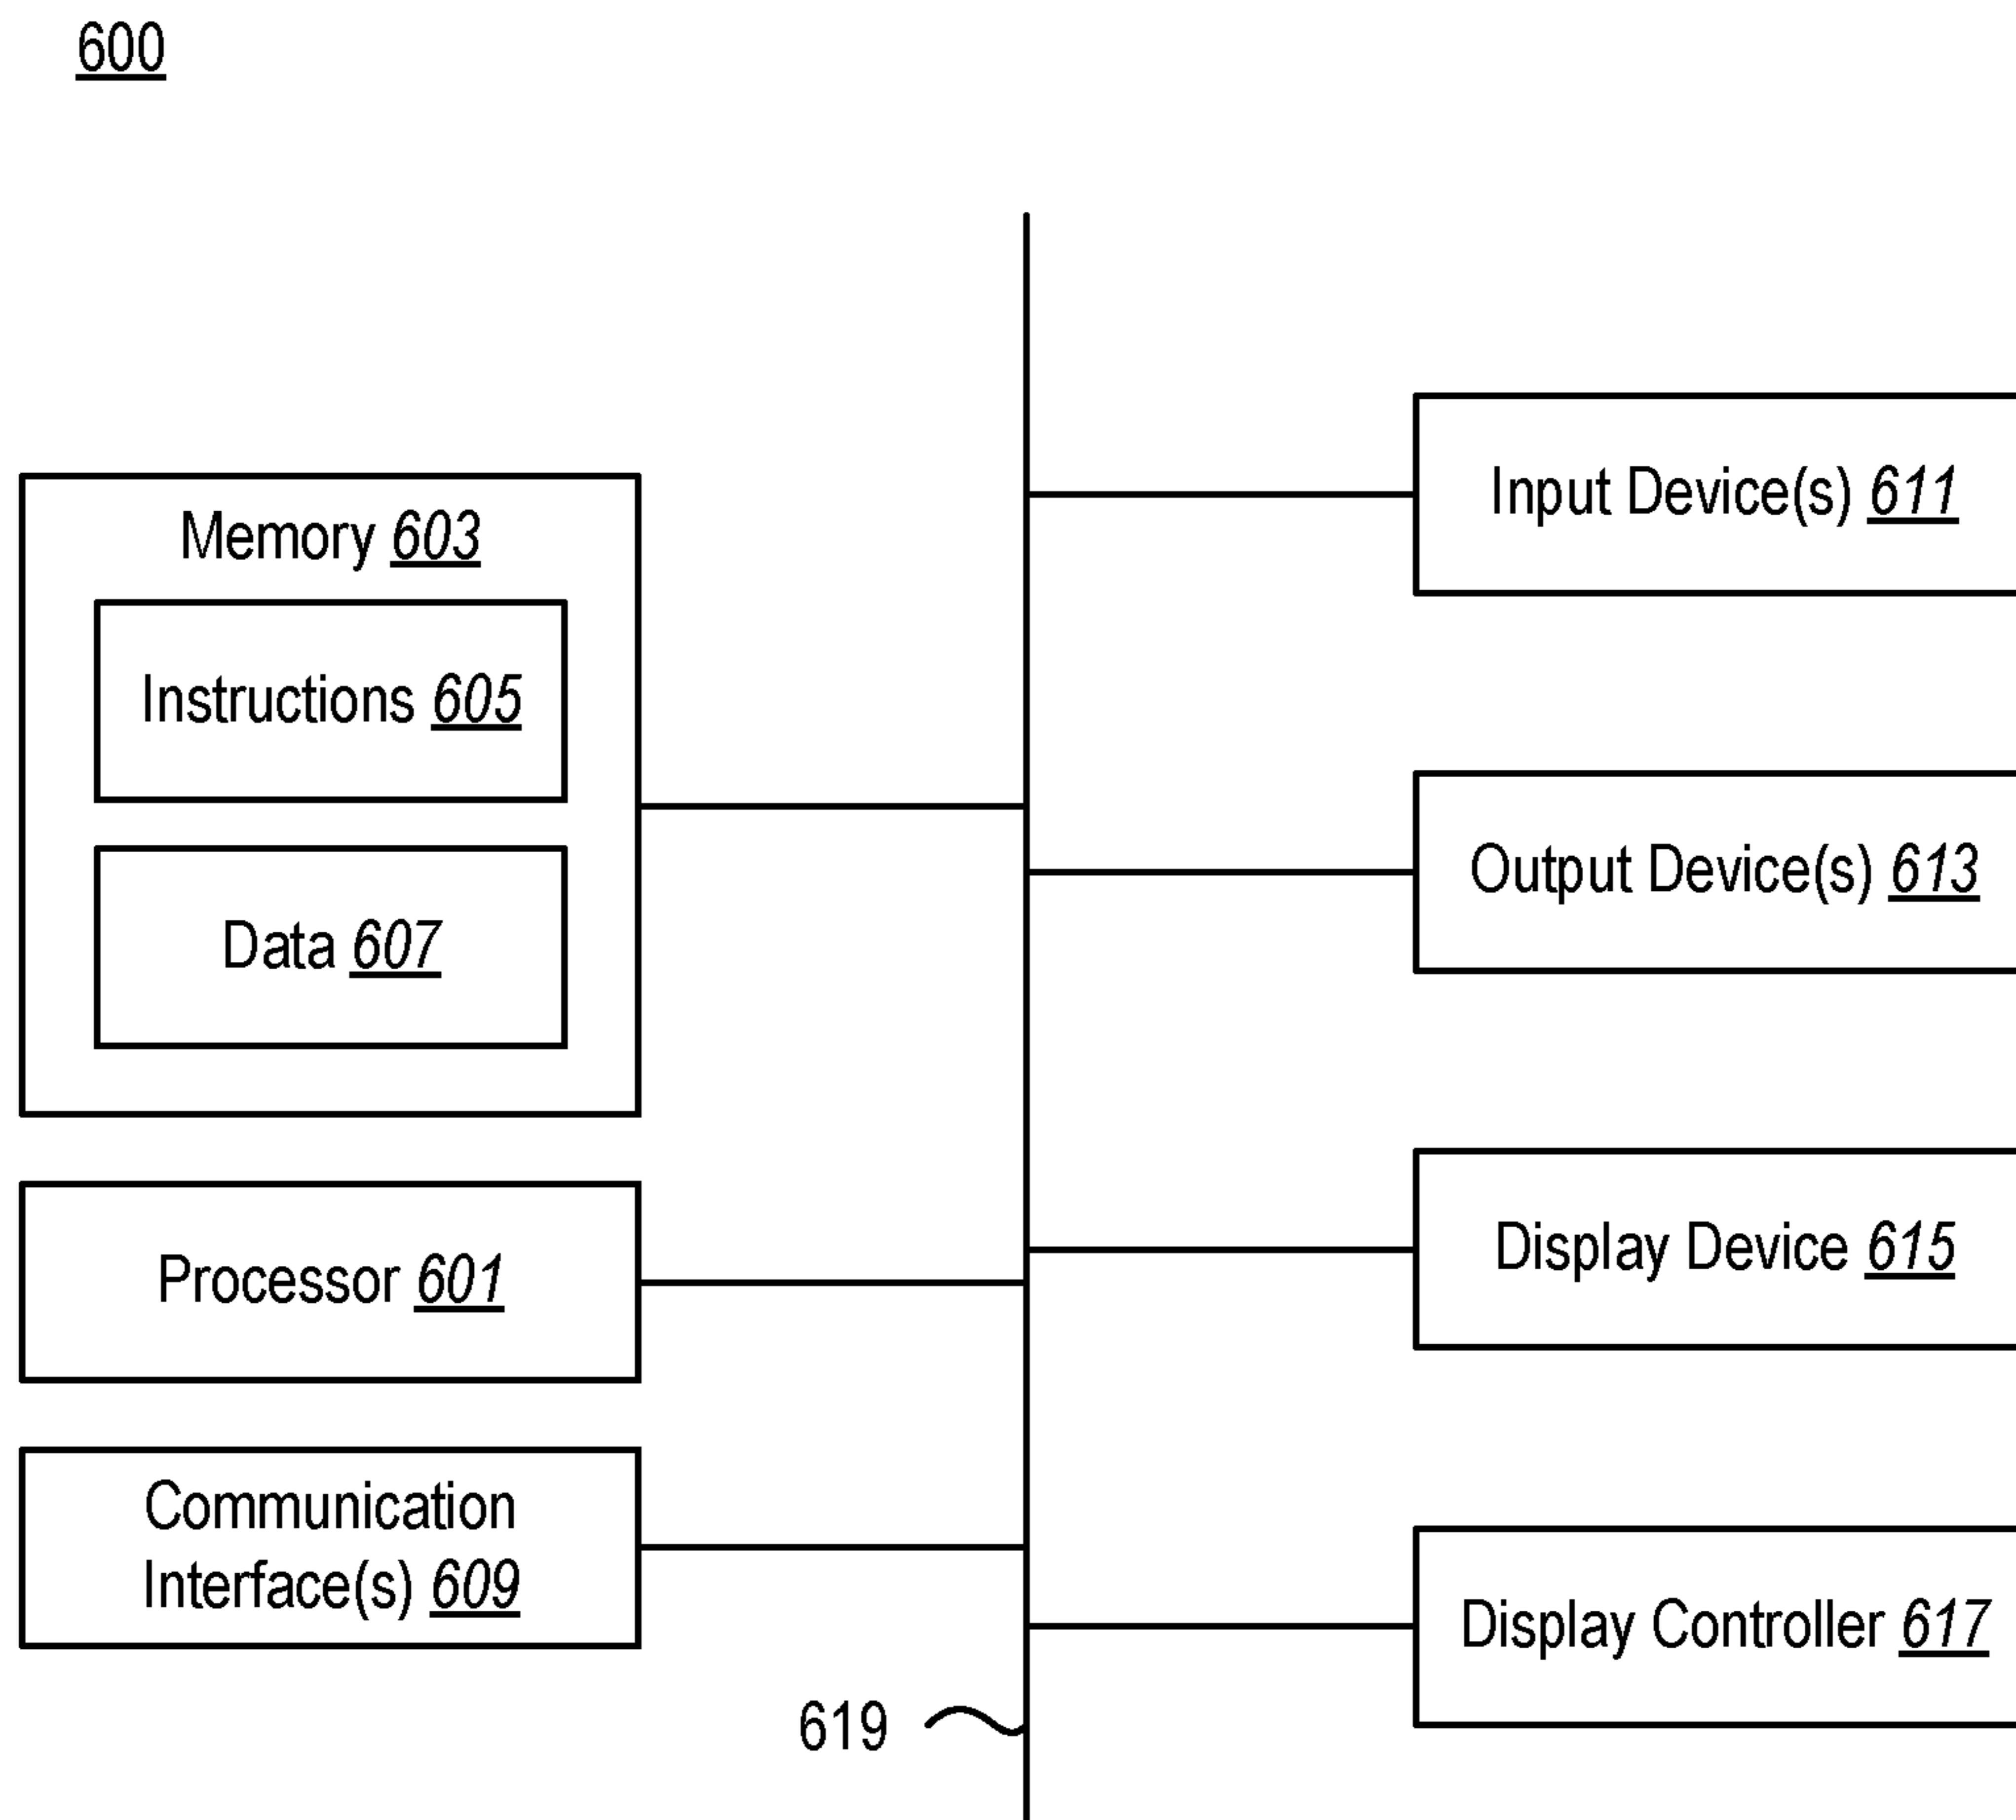 600
Memory 603
Instructions 605
Data 607
Processor 601
Communication
Interface(s) 609
Input Device(s) 611
Output Device(s) 613
Display Device 615
Display Controller 617
619